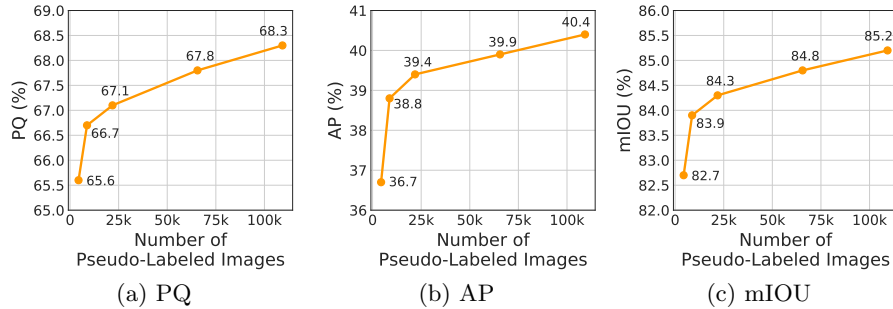 69.0
68.5
68.0
67.5
67.0
66.5
66.0
65.5
65.0
PQ (%)
65.6
66.7
67.1
67.8
68.3
0 25k 50k 75k 100k
Number of
Pseudo-Labeled Images
(a) PQ
41
40
39
38
37
36
AP (%)
36.7
38.8
39.4
39.9
40.4
0 25k 50k 75k 100k
Number of
Pseudo-Labeled Images
(b) AP
86.0
85.5
85.0
84.5
84.0
83.5
83.0
82.5
82.0
mIOU (%)
82.7
83.9
84.3
84.8
85.2
0 25k 50k 75k 100k
Number of
Pseudo-Labeled Images
(c) mIOU